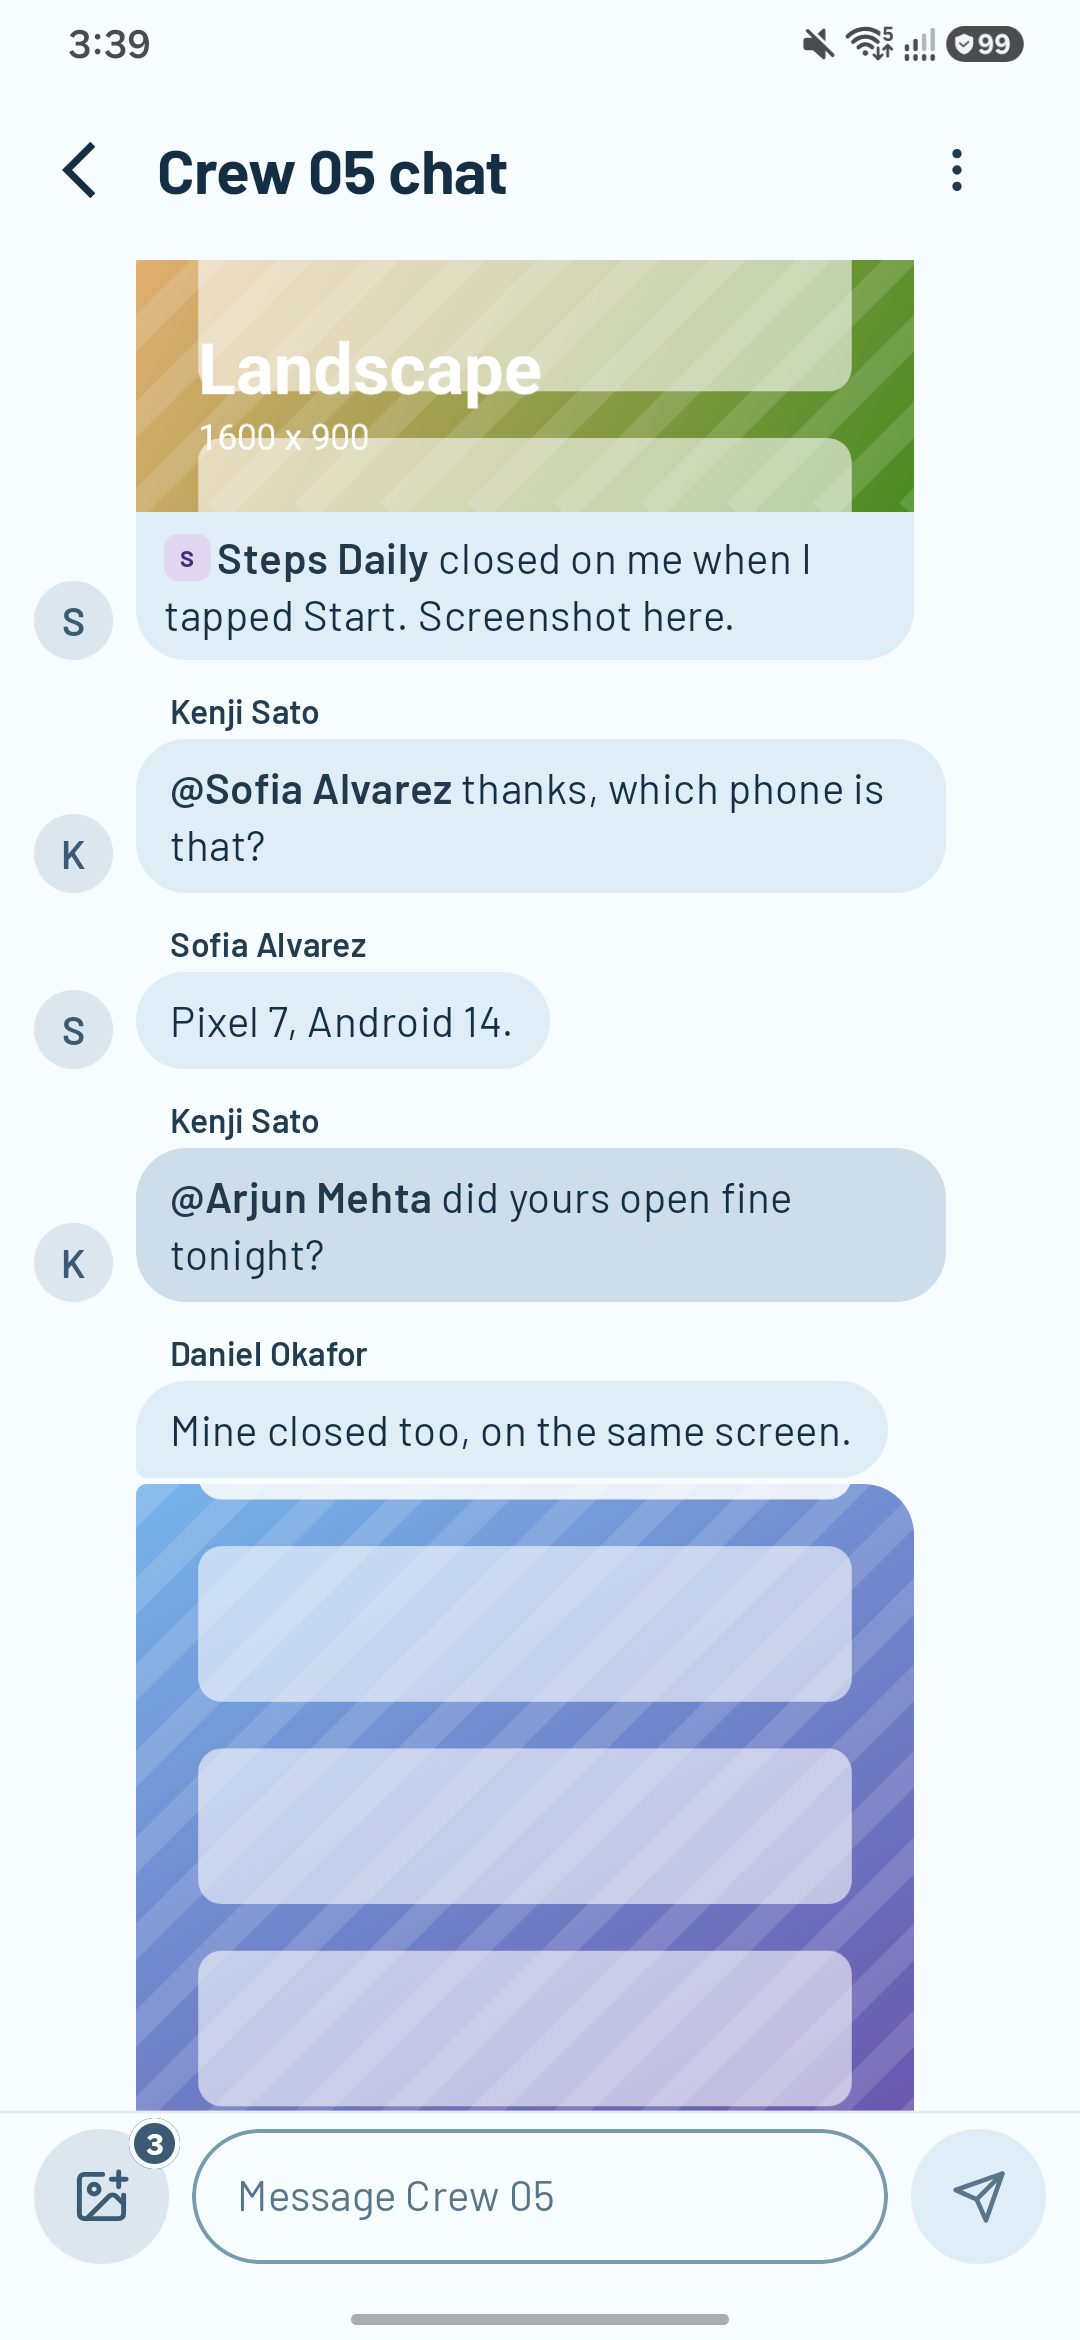 3:39
5
99
Crew 05 chat
Landscape
1600 x 900
s Steps Daily closed on me when I
tapped Start. Screenshot here.
S
Kenji Sato
@Sofia Alvarez thanks, which phone is
that?
K
Sofia Alvarez
Pixel 7, Android 14.
S
Kenji Sato
@Arjun Mehta did yours open fine
tonight?
K
Daniel Okafor
Mine closed too, on the same screen.
3
Message Crew 05